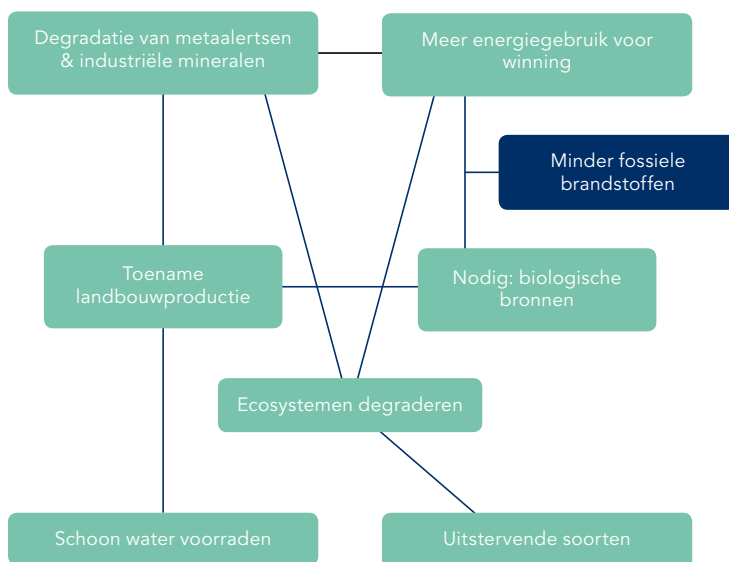 Degradatie van metaalertsen
& industriële mineralen
Meer energiegebruik voor
winning
Minder fossiele
brandstoffen
Toename
landbouwproductie
Nodig: biologische
bronnen
Ecosystemen degraderen
Schoon water voorraden
Uitstervende soorten